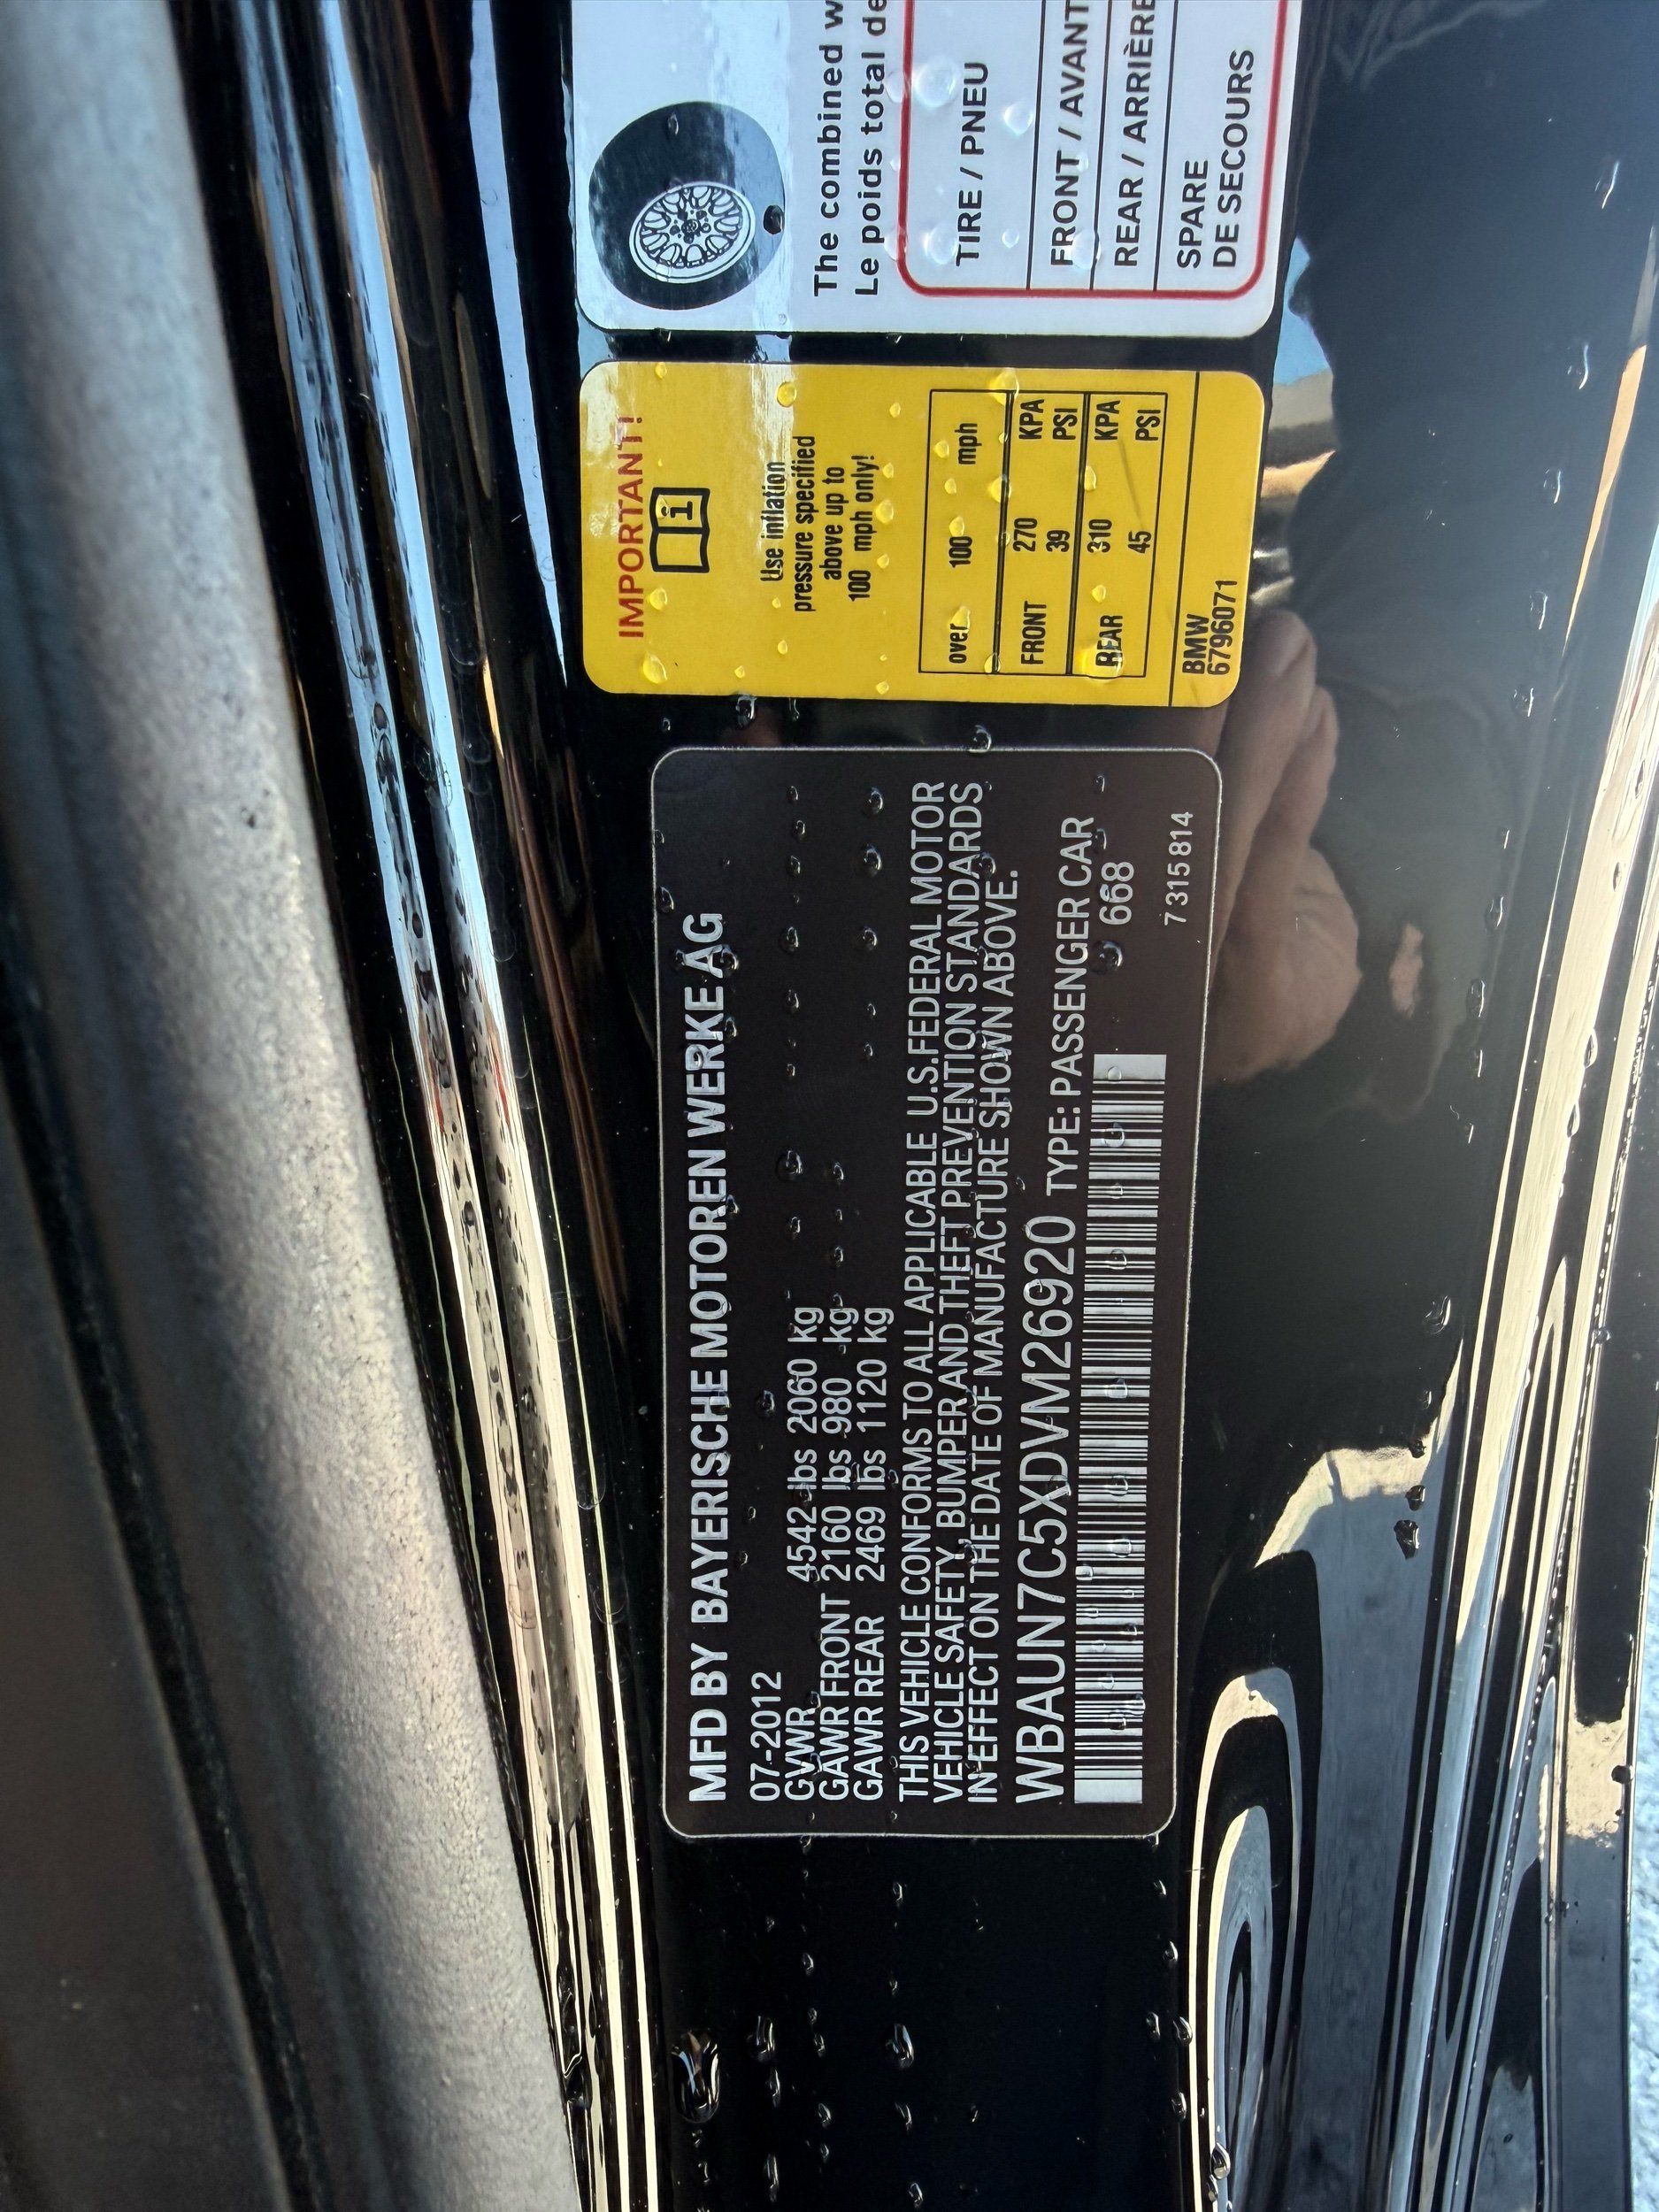 MFD BY BAYERISCHE MOTOREN WERKE AG
07-2012
GVWR 4542 lbs 2060 kg
GAWR FRONT 2160 lbs 980 kg
GAWR REAR 2469 lbs 1120 kg
THIS VEHICLE CONFORMS TO ALL APPLICABLE U.S.FEDERAL MOTOR
VEHICLE SAFETY, BUMPER,AND THEFT PREVENTION STANDARDS
IN EFFECT ON THE DATE OF MANUFACTURE SHOWN ABOVE.
WBAUN7C5XDVM26920 TYPE: PASSENGER CAR
668
7315814
IMPORTANT!
i
Use inflation
pressure specified
above up to
100 mph only!
over 100 mph
FRONT 270 KPA
39 PSI
REAR 310 KPA
45 PSI
BMW
6796071
The combined w
Le poids total de
TIRE / PNEU
FRONT / AVANT
REAR / ARRIÈRE
SPARE
DE SECOURS